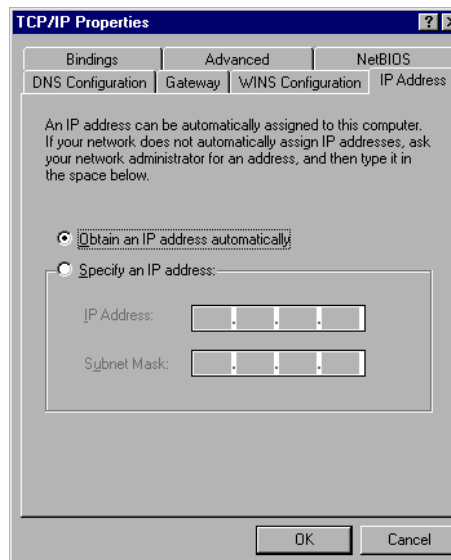 TCP/IP Properties
Bindings Advanced NetBIOS
DNS Configuration Gateway WINS Configuration IP Address
An IP address can be automatically assigned to this computer.
If your network does not automatically assign IP addresses, ask
your network administrator for an address, and then type it in
the space below.
Obtain an IP address automatically
Specify an IP address:
IP Address:
. . .
Subnet Mask:
. . .
OK Cancel